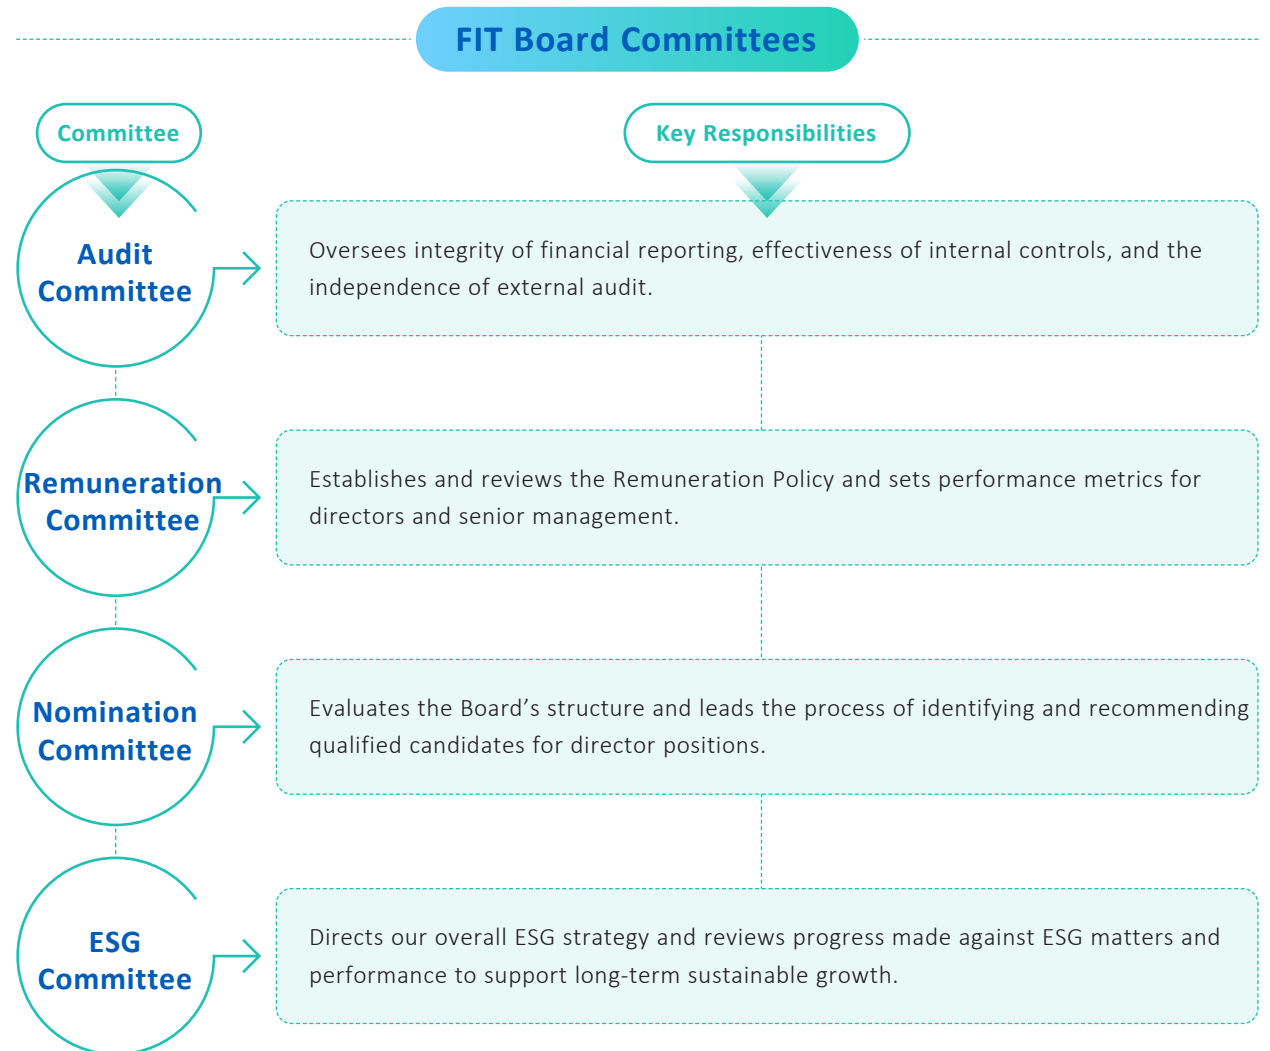 FIT Board Committees
Committee
Key Responsibilities
Audit
Committee
Oversees integrity of financial reporting, effectiveness of internal controls, and the
independence of external audit.
Remuneration
Committee
Establishes and reviews the Remuneration Policy and sets performance metrics for
directors and senior management.
Nomination
Committee
Evaluates the Board’s structure and leads the process of identifying and recommending
qualified candidates for director positions.
ESG
Committee
Directs our overall ESG strategy and reviews progress made against ESG matters and
performance to support long-term sustainable growth.